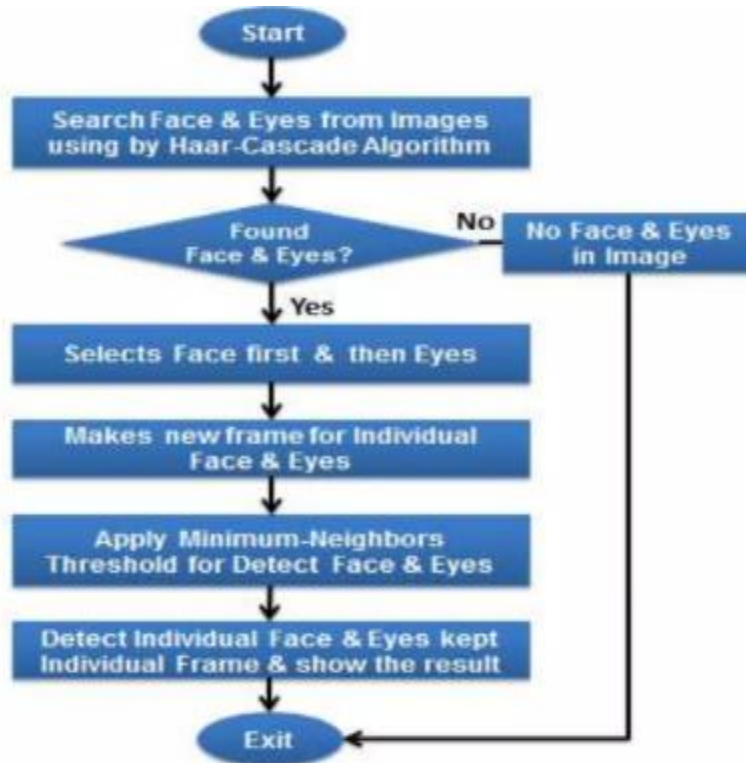 Start
Search Face & Eyes from Images
using by Haar-Cascade Algorithm
Found
Face & Eyes?
No
No Face & Eyes
in Image
Yes
Selects Face first & then Eyes
Makes new frame for Individual
Face & Eyes
Apply Minimum-Neighbors
Threshold for Detect Face & Eyes
Detect Individual Face & Eyes kept
Individual Frame & show the result
Exit